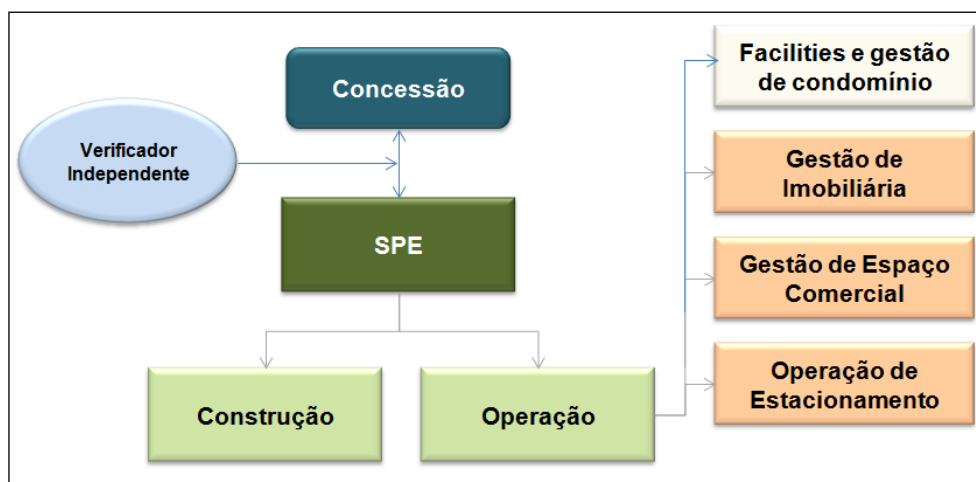 Concessão
Verificador
Independente
SPE
Construção
Operação
Facilities e gestão
de condomínio
Gestão de
Imobiliária
Gestão de Espaço
Comercial
Operação de
Estacionamento